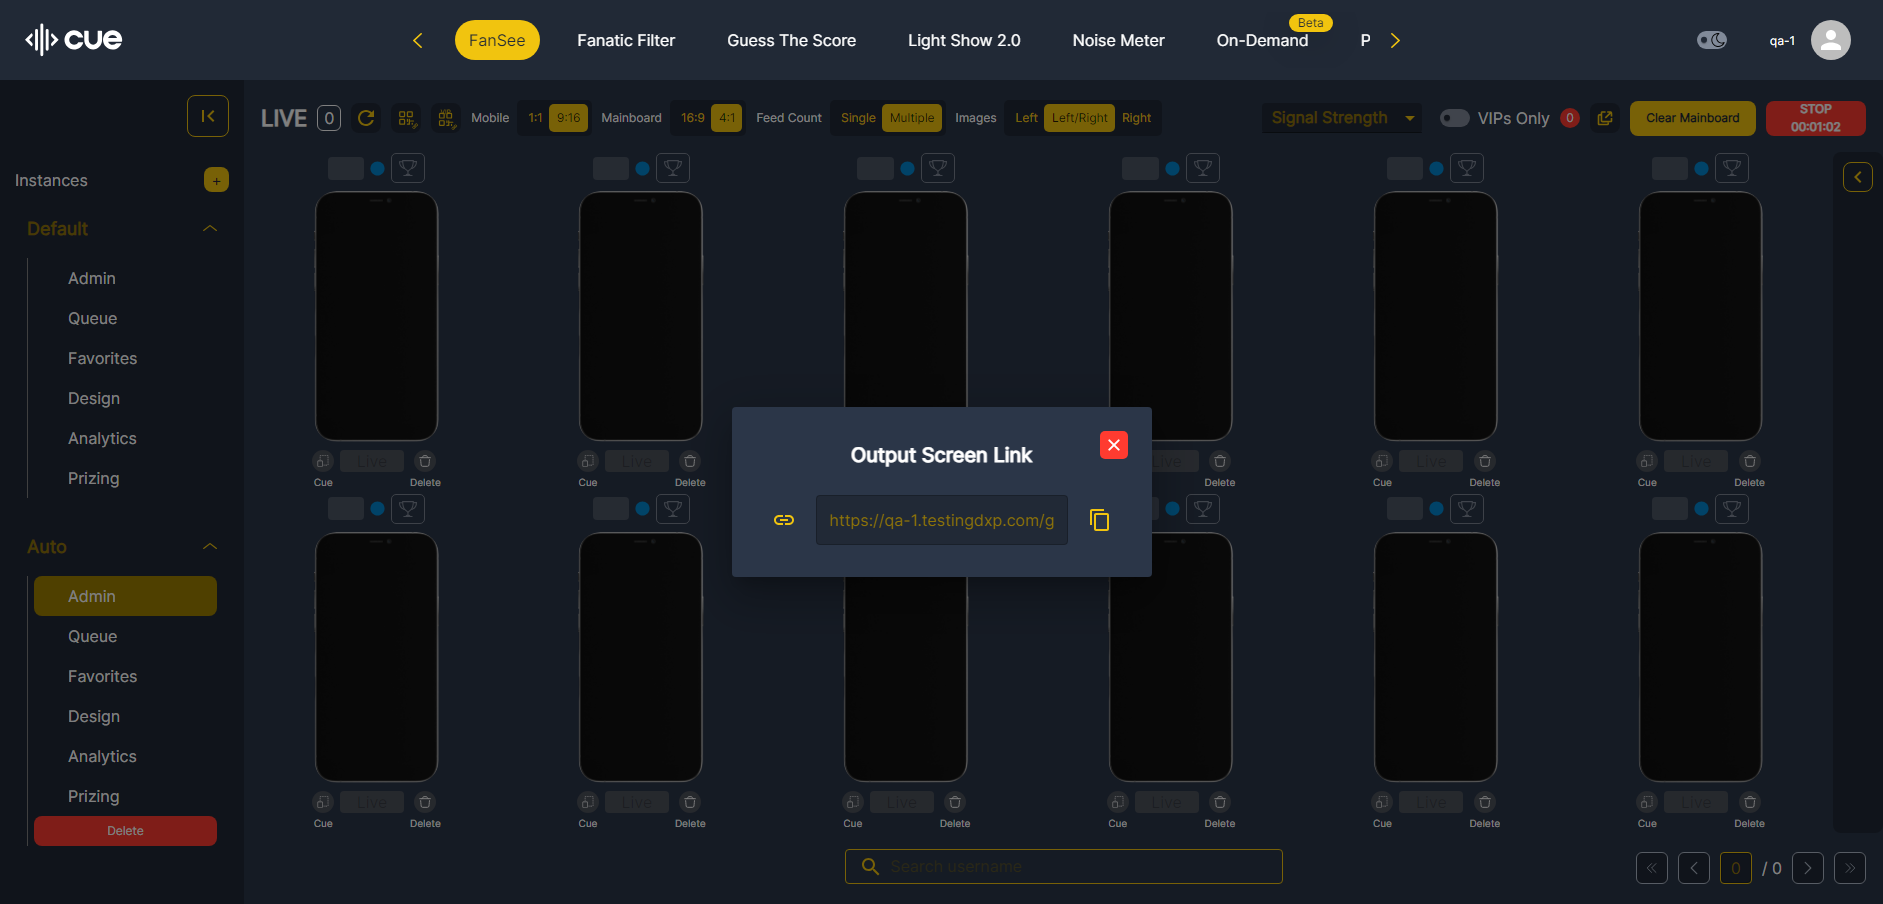 cue
FanSee
Fanatic Filter
Guess The Score
Light Show 2.0
Noise Meter
On-Demand
Beta
P
qa-1
LIVE 0
Mobile 1:1 9:16
Mainboard 16:9 4:1
Feed Count Single Multiple
Images Left Left/Right Right
Signal Strength
VIPs Only 0
Clear Mainboard
STOP
00:01:02
Instances +
Default
Admin
Queue
Favorites
Design
Analytics
Prizing
Auto
Admin
Queue
Favorites
Design
Analytics
Prizing
Delete
Live Live Live Live Live
Cue Delete Cue Delete Delete Cue Delete Cue Delete
Output Screen Link
https://qa-1.testingdxp.com/g
Live Live Live Live Live Live
Cue Delete Cue Delete Cue Delete Cue Delete Cue Delete Cue Delete
Search username
0 / 0